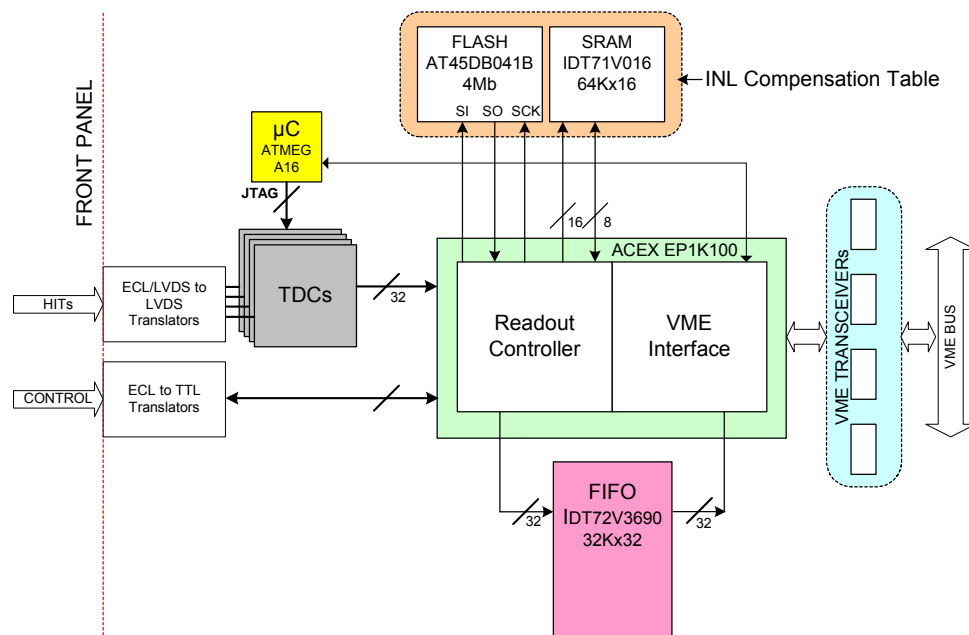 FRONT PANEL
FLASH
AT45DB041B
4Mb
SI SO SCK
SRAM
IDT71V016
64Kx16
INL Compensation Table
µC
ATMEG
A16
JTAG
16
8
ACEX EP1K100
HITs
ECL/LVDS to
LVDS
Translators
TDCs
32
Readout
Controller
VME
Interface
VME TRANSCEIVERs
VME BUS
CONTROL
ECL to TTL
Translators
32
FIFO
IDT72V3690
32Kx32
32